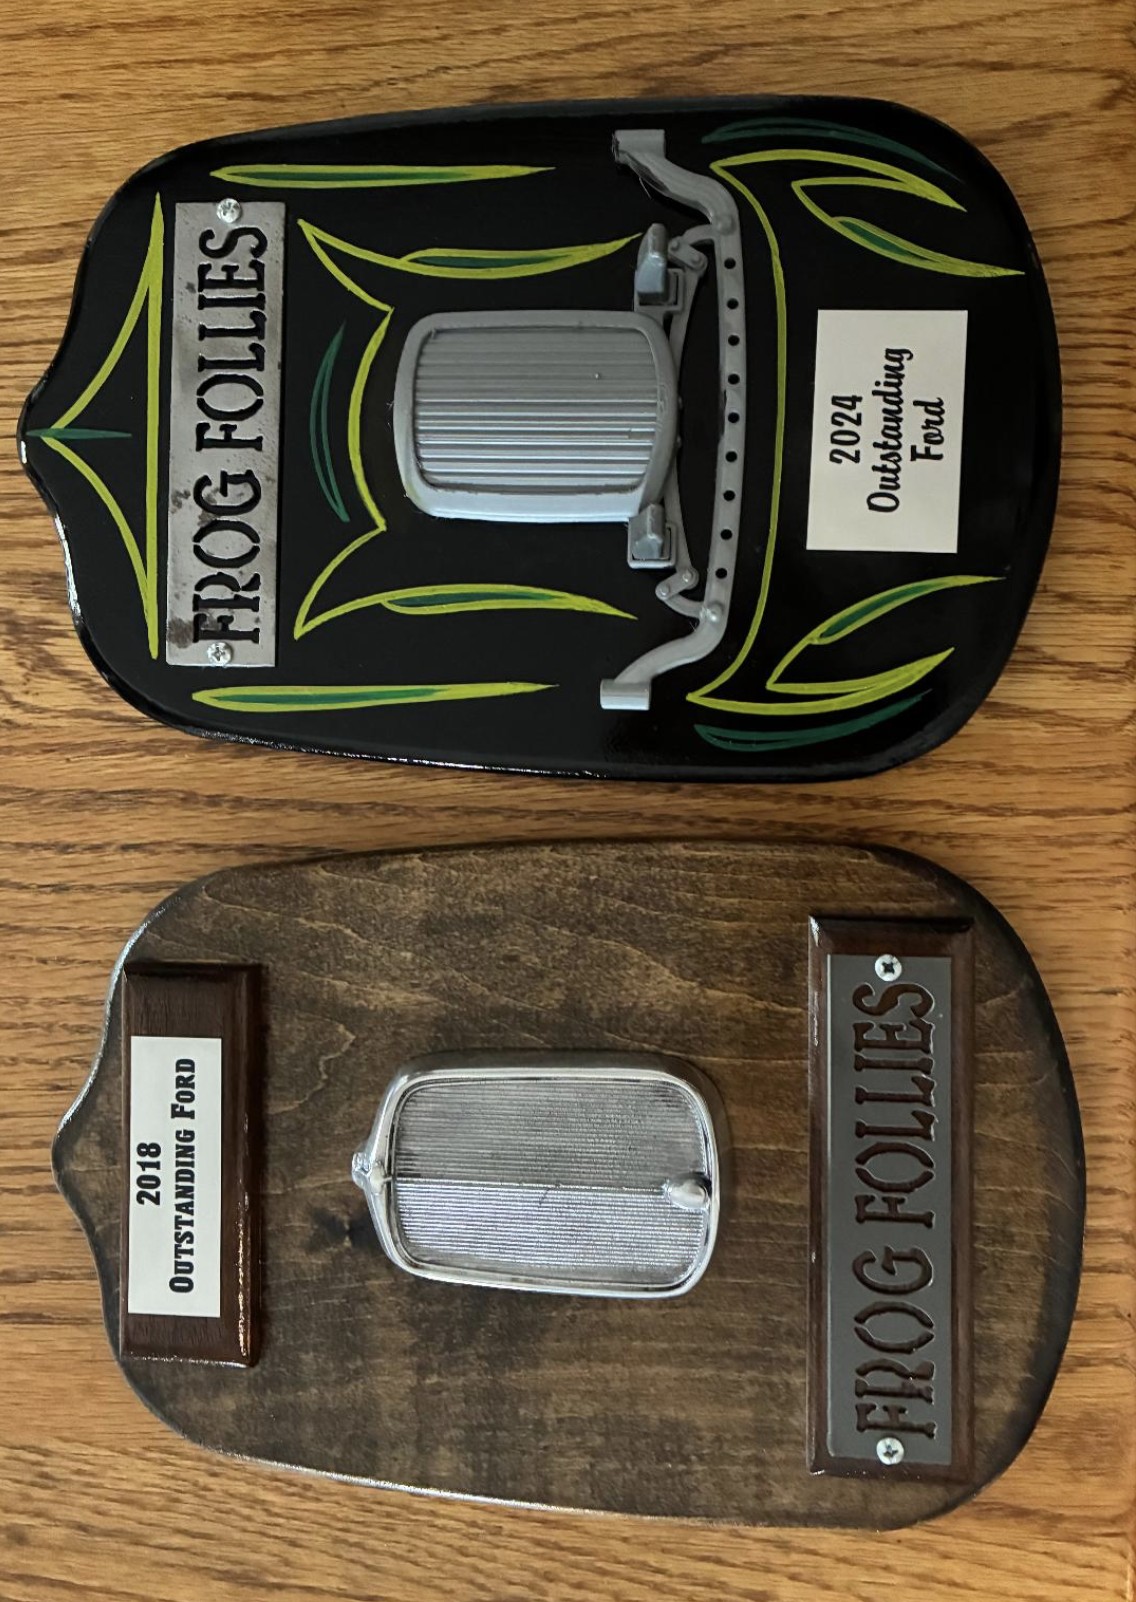 2018
OUTSTANDING FORD
FROG FOLLIES
FROG FOLLIES
2024
Outstanding
Ford